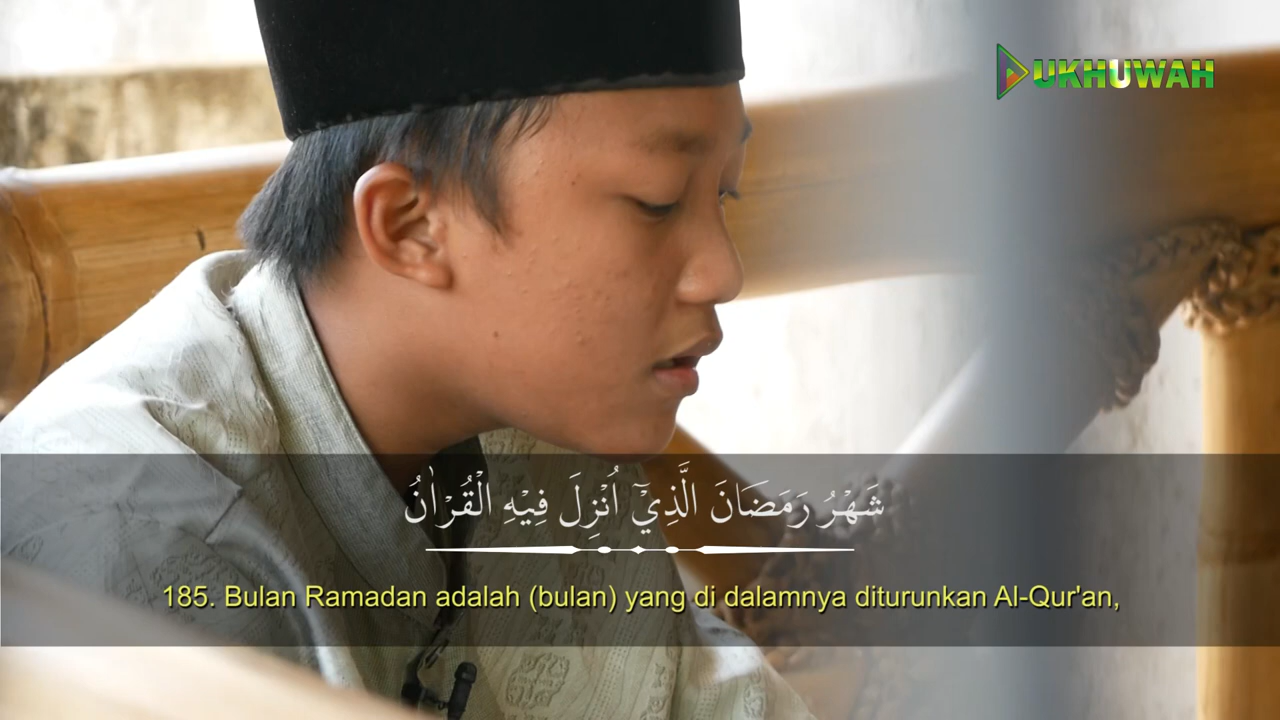 UKHUWAH
شَهْرُ رَمَضَانَ الَّذِيْٓ اُنْزِلَ فِيْهِ الْقُرْاٰنُ
185. Bulan Ramadan adalah (bulan) yang di dalamnya diturunkan Al-Qur'an,